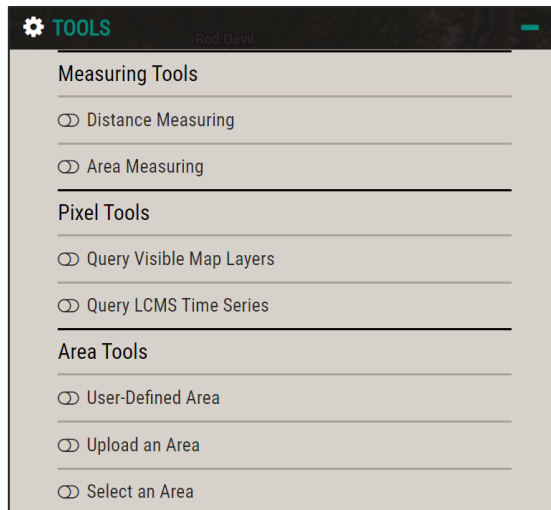 TOOLS
Red Devil
Measuring Tools
Distance Measuring
Area Measuring
Pixel Tools
Query Visible Map Layers
Query LCMS Time Series
Area Tools
User-Defined Area
Upload an Area
Select an Area